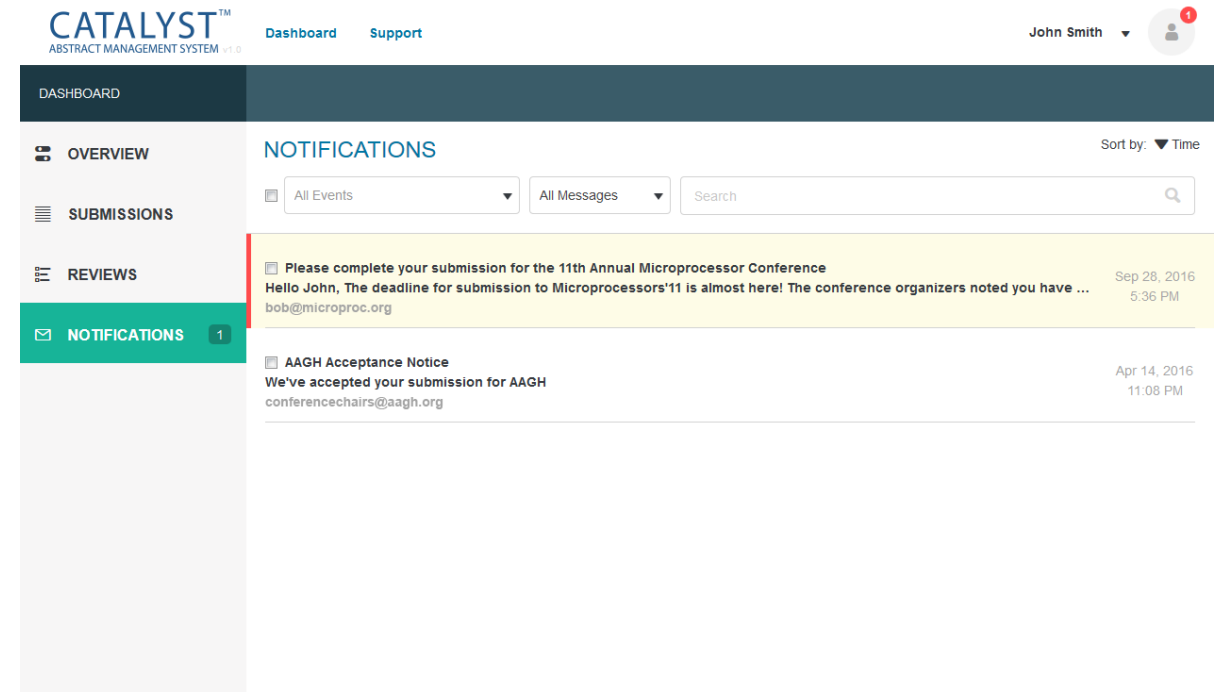 CATALYST™
ABSTRACT MANAGEMENT SYSTEM v1.0
Dashboard Support
John Smith
1
DASHBOARD
OVERVIEW
SUBMISSIONS
REVIEWS
NOTIFICATIONS 1
NOTIFICATIONS
Sort by: Time
All Events
All Messages
Search
Please complete your submission for the 11th Annual Microprocessor Conference
Hello John, The deadline for submission to Microprocessors'11 is almost here! The conference organizers noted you have ...
bob@microproc.org
Sep 28, 2016
5:36 PM
AAGH Acceptance Notice
We've accepted your submission for AAGH
conferencechairs@aagh.org
Apr 14, 2016
11:08 PM